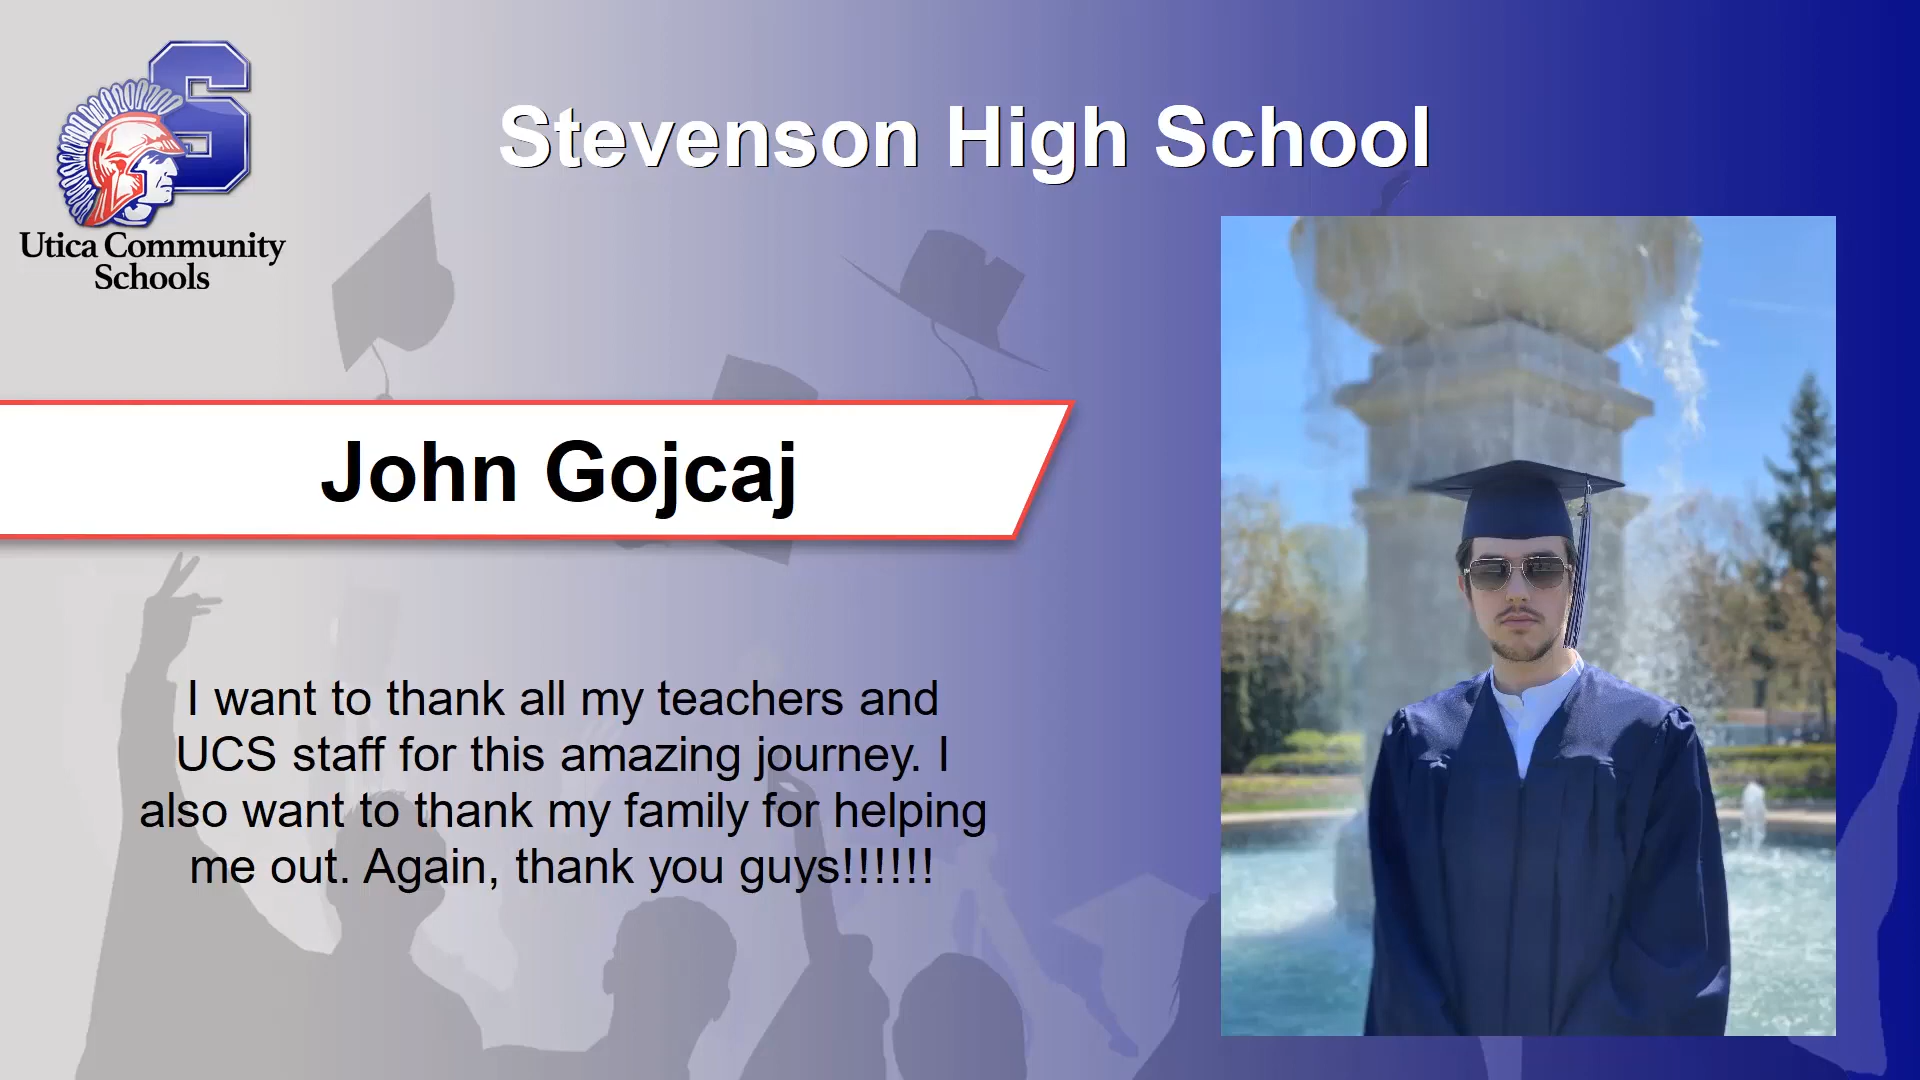 S
Utica Community
Schools
Stevenson High School
John Gojcaj
I want to thank all my teachers and
UCS staff for this amazing journey. I
also want to thank my family for helping
me out. Again, thank you guys!!!!!!